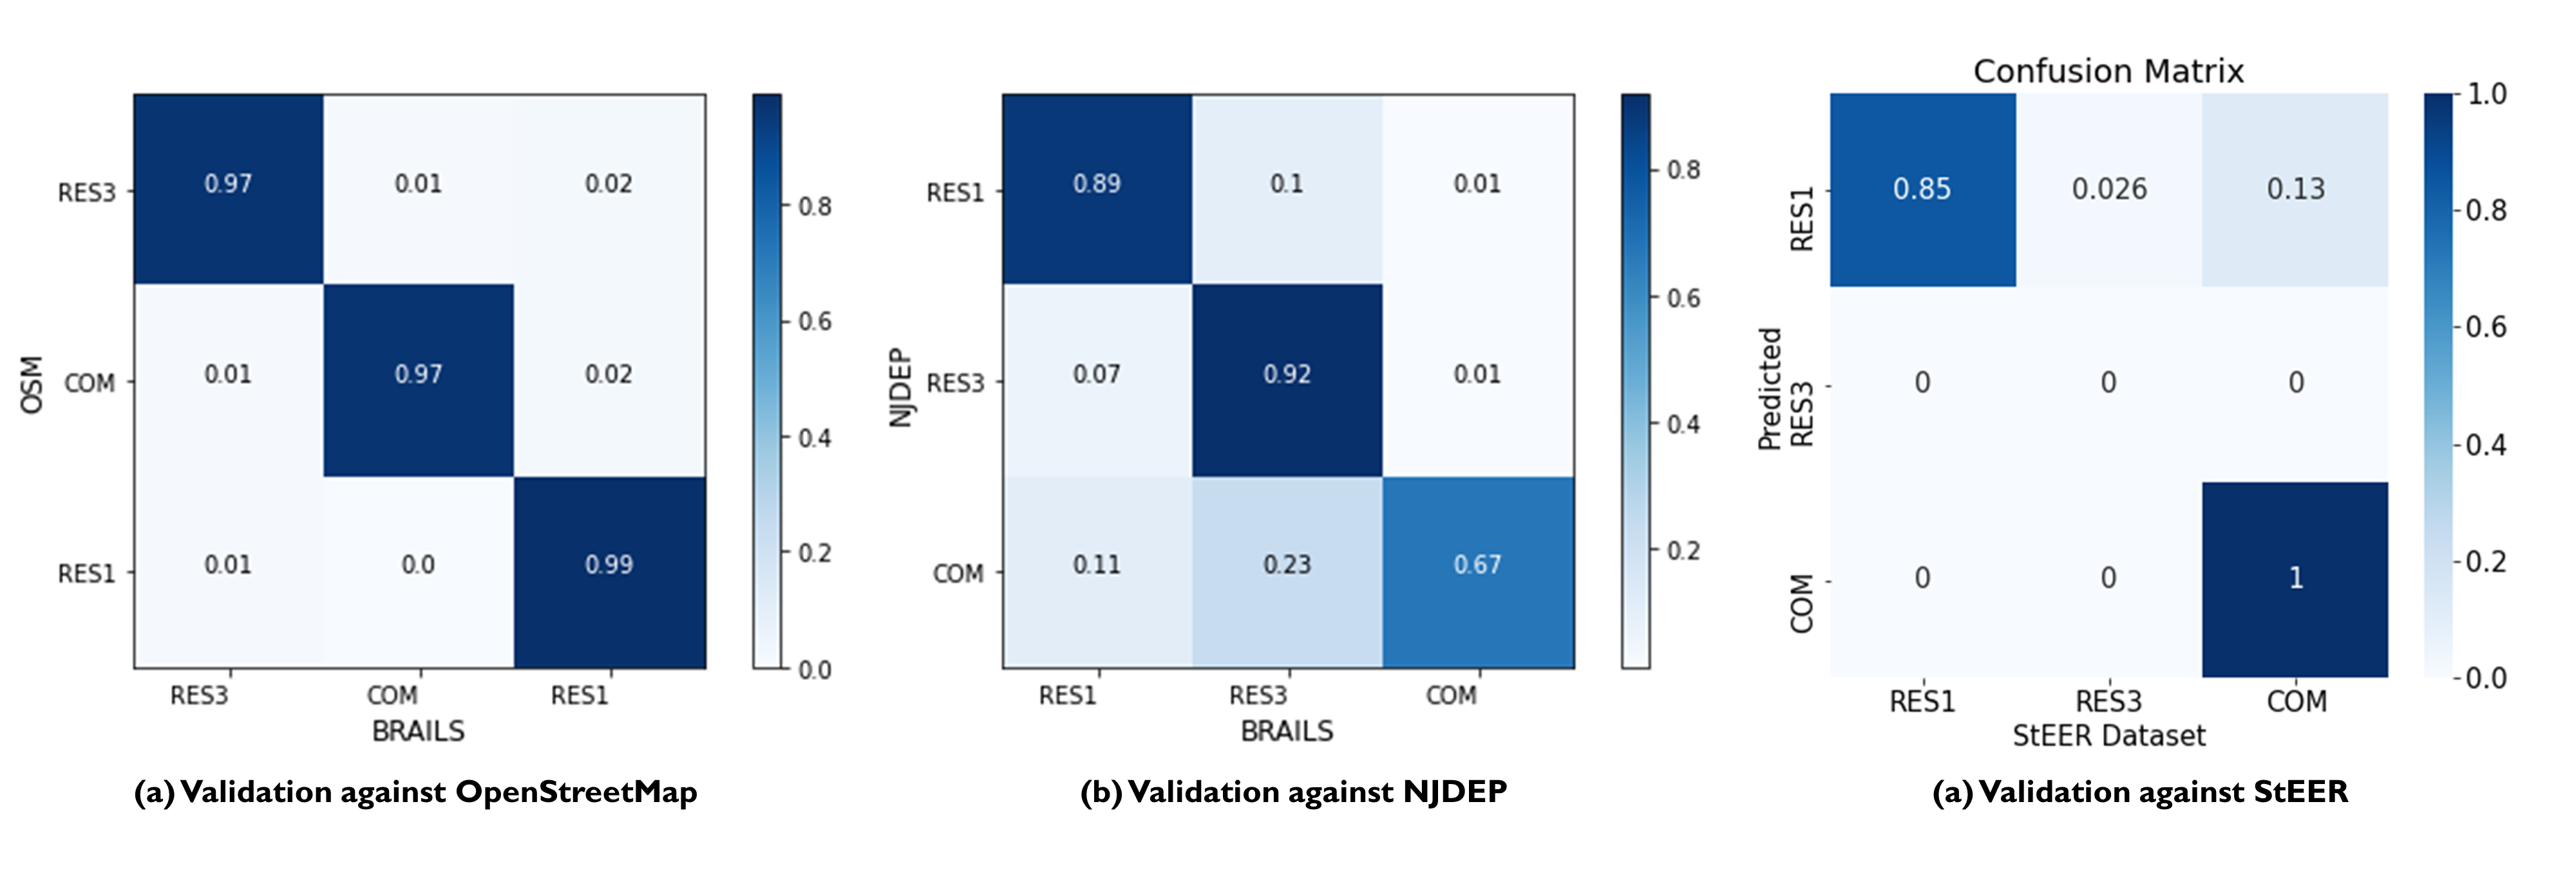 OSM
RES3 0.97 0.01 0.02
COM 0.01 0.97 0.02
RES1 0.01 0.0 0.99
RES3 COM RES1
BRAILS
0.8
0.6
0.4
0.2
0.0
(a) Validation against OpenStreetMap
NJDEP
RES1 0.89 0.1 0.01
RES3 0.07 0.92 0.01
COM 0.11 0.23 0.67
RES1 RES3 COM
BRAILS
0.8
0.6
0.4
0.2
(b) Validation against NJDEP
Confusion Matrix
Predicted
RES1 0.85 0.026 0.13
RES3 0 0 0
COM 0 0 1
RES1 RES3 COM
StEER Dataset
1.0
0.8
0.6
0.4
0.2
0.0
(a) Validation against StEER